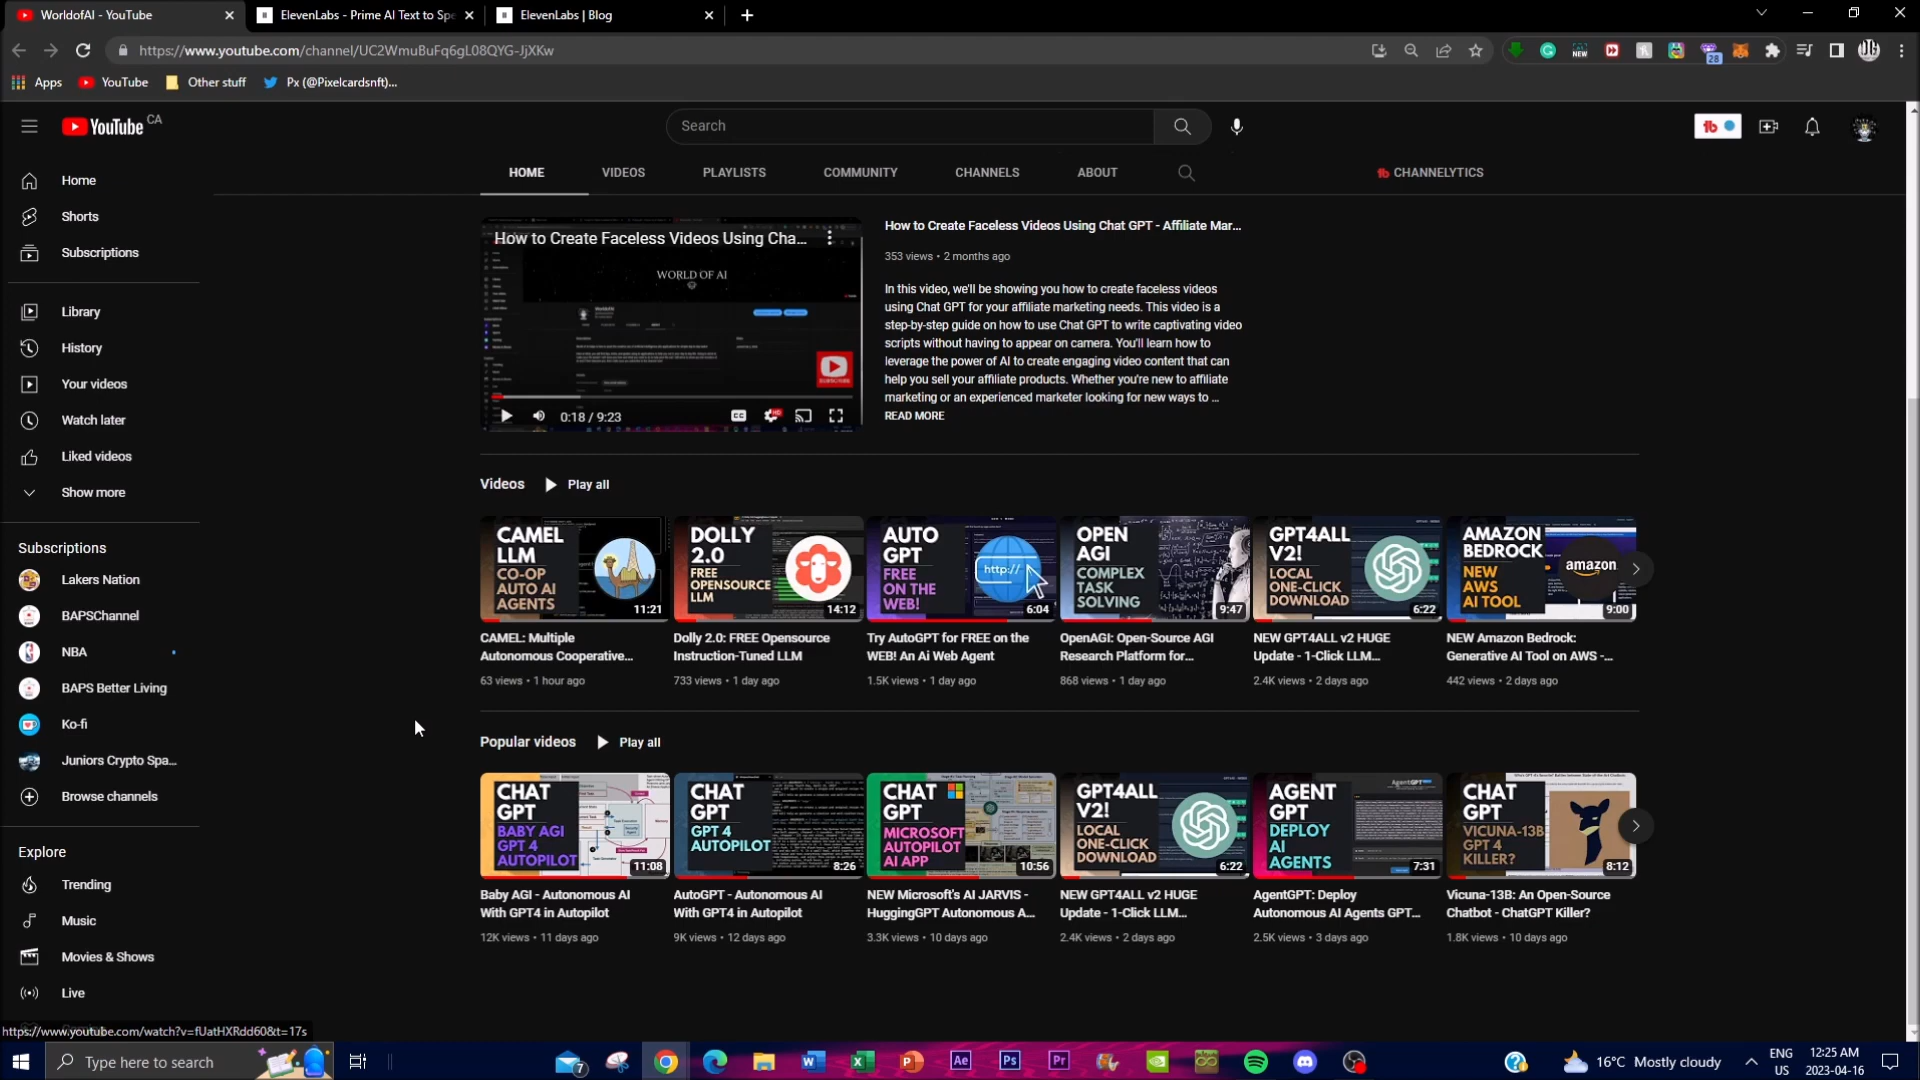 WorldofAI - YouTube
ElevenLabs - Prime AI Text to Spe
ElevenLabs | Blog
https://www.youtube.com/channel/UC2WmuBuFq6gL08QYG-JjXKw
NEW
28
Apps
YouTube
Other stuff
Px (@Pixelcardsnft)...
YouTube CA
Search
Home
Shorts
Subscriptions
Library
History
Your videos
Watch later
Liked videos
Show more
Subscriptions
Lakers Nation
BAPSChannel
NBA
BAPS Better Living
Ko-fi
Juniors Crypto Spa...
Browse channels
Explore
Trending
Music
Movies & Shows
Live
https://www.youtube.com/watch?v=fUatHXRdd60&t=17s
HOME
VIDEOS
PLAYLISTS
COMMUNITY
CHANNELS
ABOUT
CHANNELYTICS
How to Create Faceless Videos Using Cha...
WORLD OF AI
SUBSCRIBE
0:18 / 9:23
How to Create Faceless Videos Using Chat GPT - Affiliate Mar...
353 views • 2 months ago
In this video, we'll be showing you how to create faceless videos
using Chat GPT for your affiliate marketing needs. This video is a
step-by-step guide on how to use Chat GPT to write captivating video
scripts without having to appear on camera. You'll learn how to
leverage the power of AI to create engaging video content that can
help you sell your affiliate products. Whether you're new to affiliate
marketing or an experienced marketer looking for new ways to ...
READ MORE
Videos
Play all
CAMEL
LLM
CO-OP
AUTO AI
AGENTS
11:21
CAMEL: Multiple
Autonomous Cooperative...
63 views • 1 hour ago
DOLLY
2.0
FREE
OPENSOURCE
LLM
14:12
Dolly 2.0: FREE Opensource
Instruction-Tuned LLM
733 views • 1 day ago
AUTO
GPT
FREE
ON THE
WEB!
http://
6:04
Try AutoGPT for FREE on the
WEB! An Ai Web Agent
1.5K views • 1 day ago
OPEN
AGI
COMPLEX
TASK
SOLVING
9:47
OpenAGI: Open-Source AGI
Research Platform for...
868 views • 1 day ago
GPT4ALL
V2!
LOCAL
ONE-CLICK
DOWNLOAD
6:22
NEW GPT4ALL v2 HUGE
Update - 1-Click LLM...
2.4K views • 2 days ago
AMAZON
BEDROCK:
NEW
AWS
AI TOOL
amazon
9:00
NEW Amazon Bedrock:
Generative AI Tool on AWS -...
442 views • 2 days ago
Popular videos
Play all
CHAT
GPT
BABY AGI
GPT 4
AUTOPILOT
11:08
Baby AGI - Autonomous AI
With GPT4 in Autopilot
12K views • 11 days ago
CHAT
GPT
GPT 4
AUTOPILOT
8:26
AutoGPT - Autonomous AI
With GPT4 in Autopilot
9K views • 12 days ago
CHAT
GPT
MICROSOFT
AUTOPILOT
AI APP
10:56
NEW Microsoft's AI JARVIS -
HuggingGPT Autonomous A...
3.3K views • 10 days ago
GPT4ALL
V2!
LOCAL
ONE-CLICK
DOWNLOAD
6:22
NEW GPT4ALL v2 HUGE
Update - 1-Click LLM...
2.4K views • 2 days ago
AGENT
GPT
DEPLOY
AI
AGENTS
AgentGPT
7:31
AgentGPT: Deploy
Autonomous AI Agents GPT...
2.5K views • 3 days ago
CHAT
GPT
VICUNA-13B
GPT 4
KILLER?
8:12
Vicuna-13B: An Open-Source
Chatbot - ChatGPT Killer?
1.8K views • 10 days ago
Type here to search
7
Ae
Ps
Pr
16°C Mostly cloudy
ENG
US
12:25 AM
2023-04-16